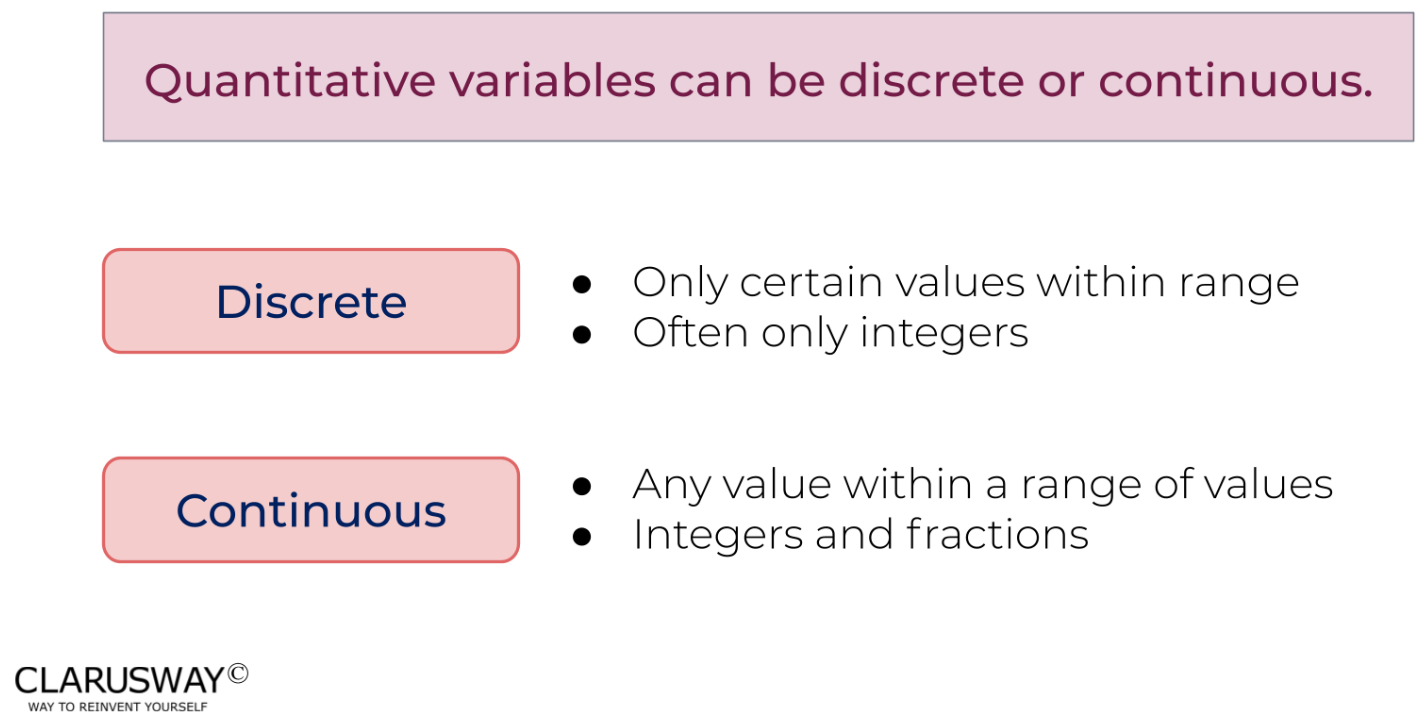 Quantitative variables can be discrete or continuous.
Discrete
● Only certain values within range
● Often only integers
Continuous
● Any value within a range of values
● Integers and fractions
CLARUSWAY©
WAY TO REINVENT YOURSELF